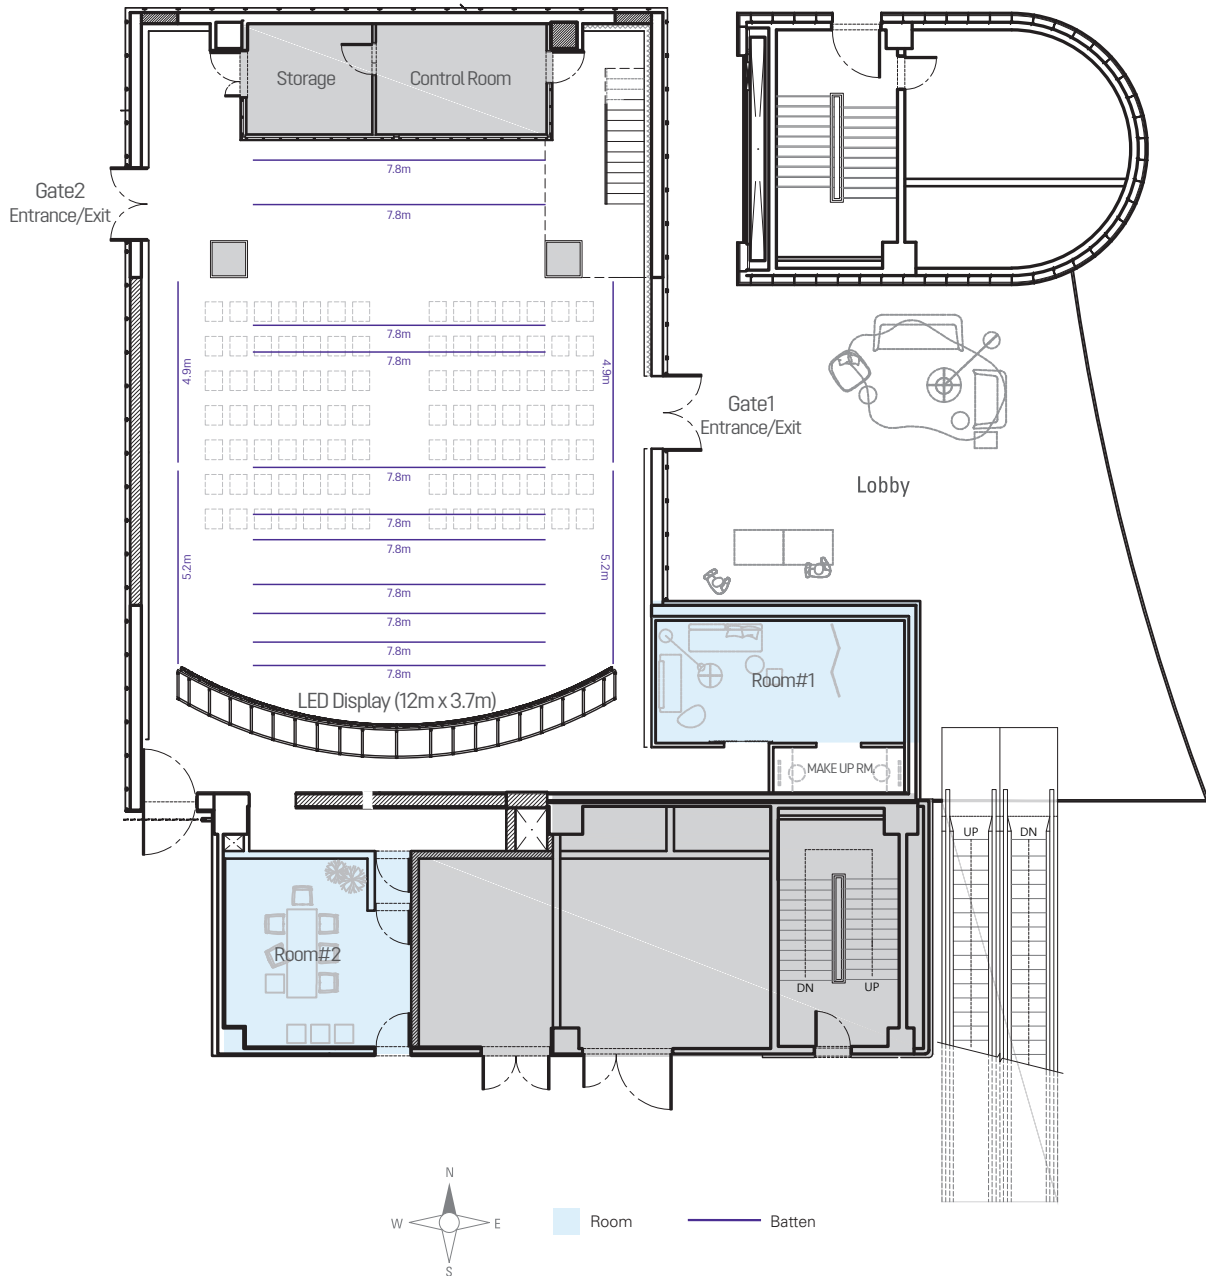 Storage
Control Room
7.8m
7.8m
Gate2
Entrance/Exit
7.8m
7.8m
4.9m
4.9m
Gate1
Entrance/Exit
7.8m
Lobby
7.8m
7.8m
5.2m
5.2m
7.8m
7.8m
7.8m
7.8m
LED Display (12m x 3.7m)
Room#1
MAKE UP RM.
UP
DN
Room#2
DN
UP
N
W
E
S
Room
Batten